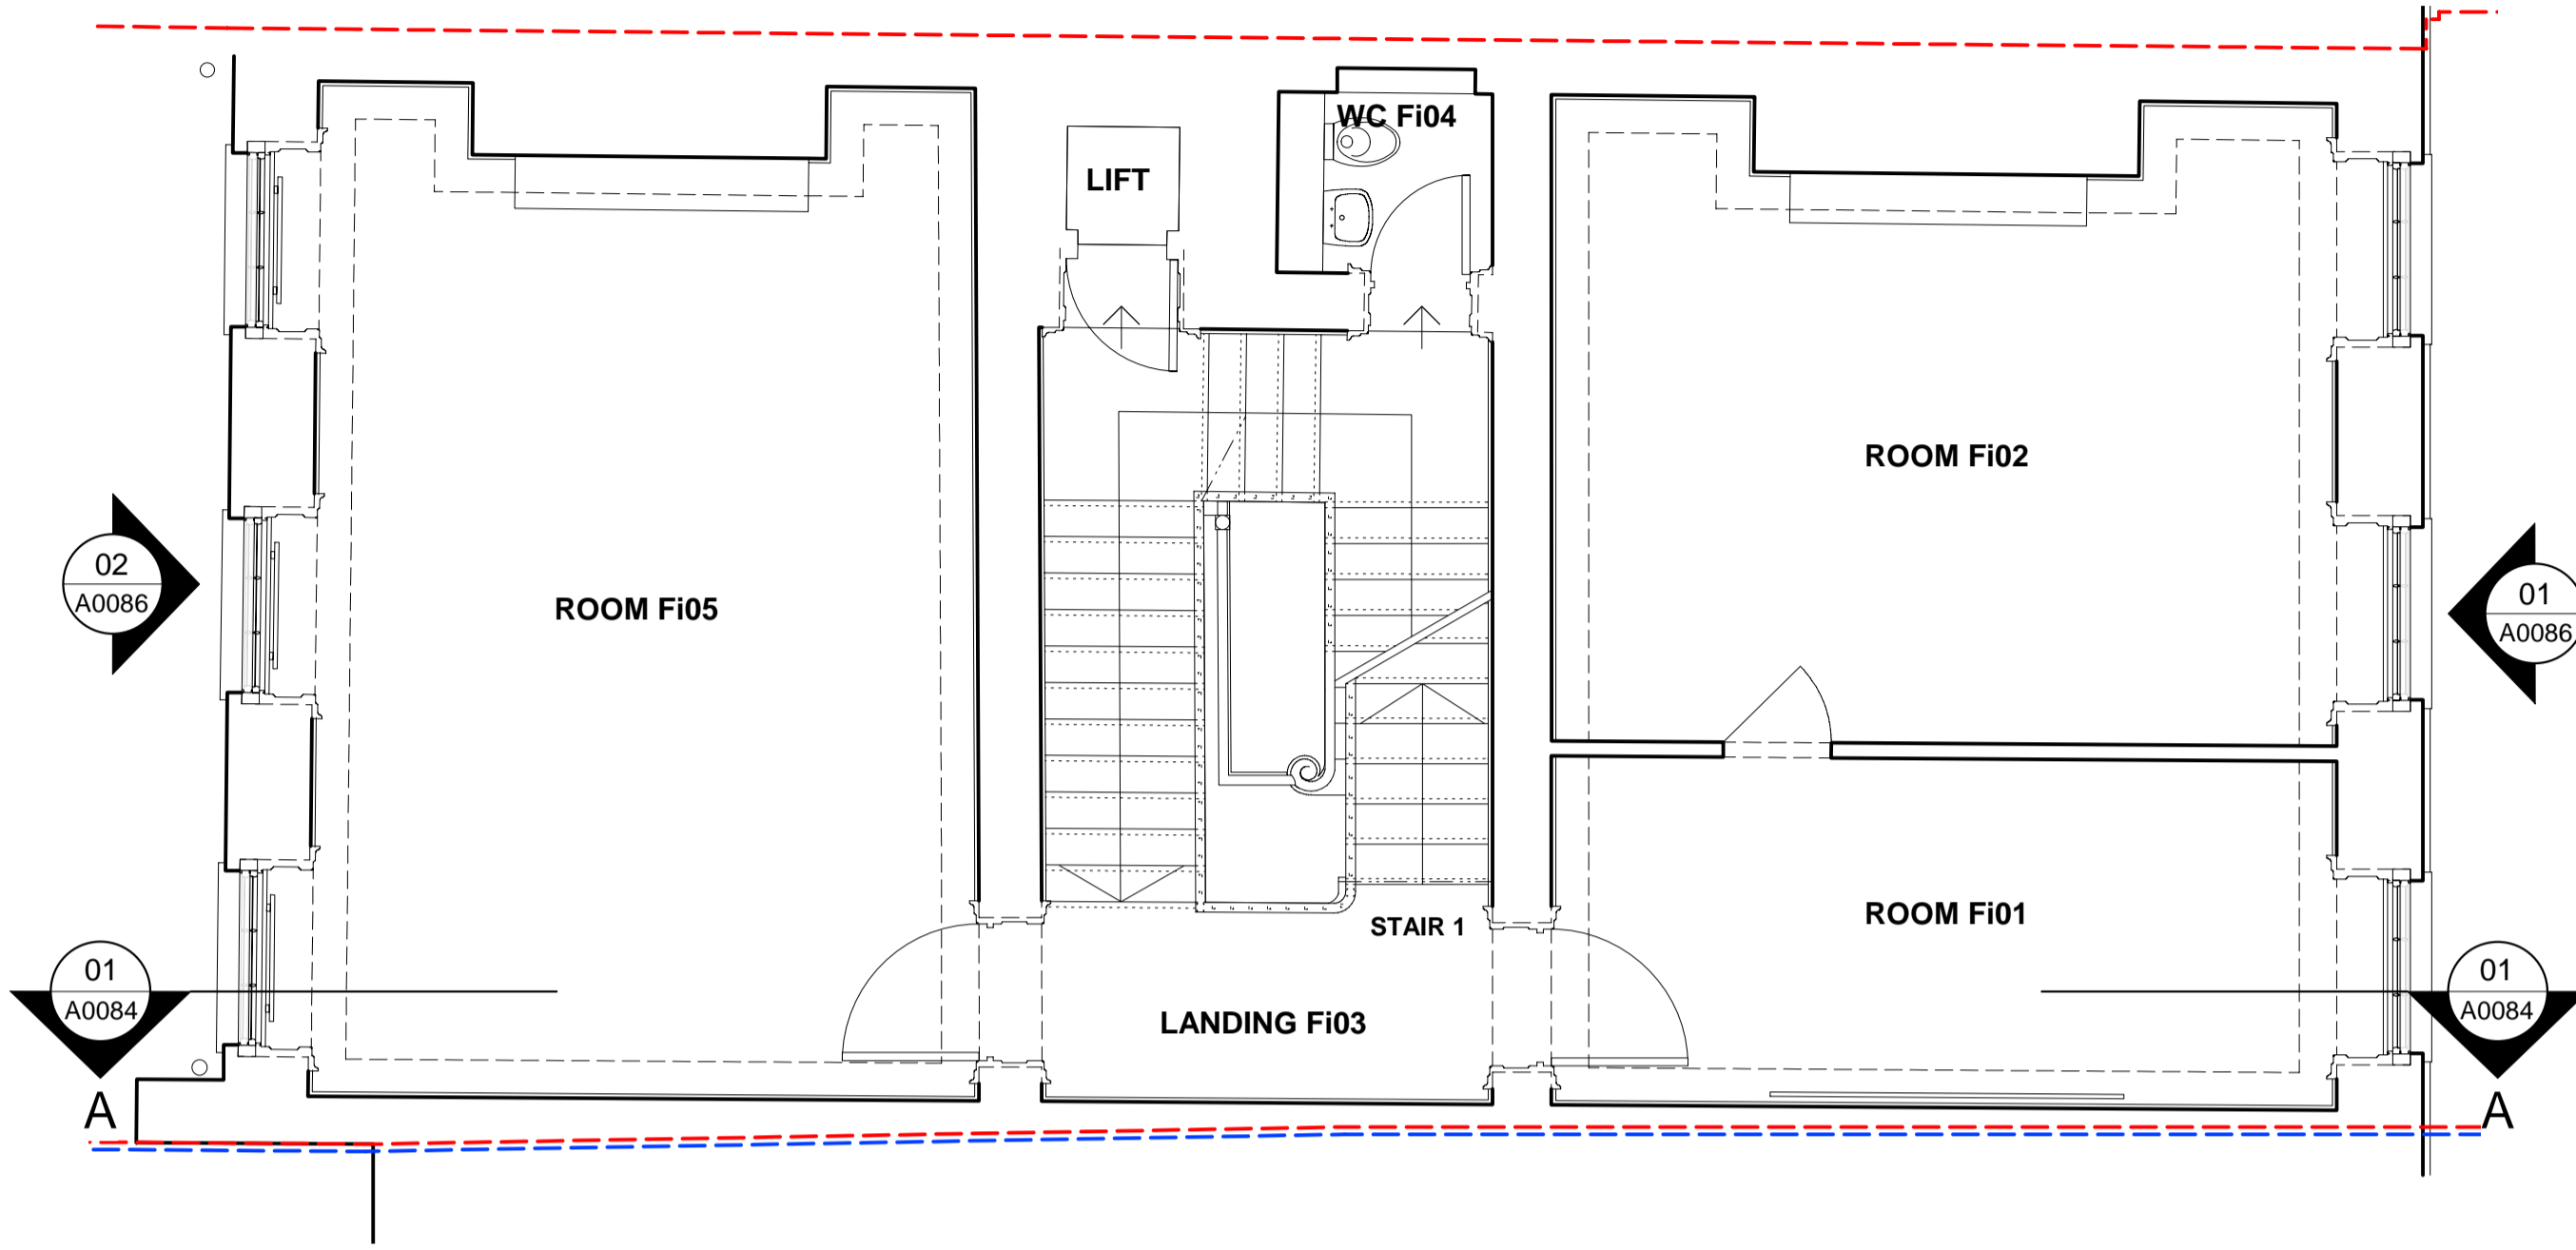 WC Fi04
LIFT
ROOM Fi02
02
A0086
ROOM Fi05
01
A0086
ROOM Fi01
STAIR 1
01
A0084
LANDING Fi03
01
A0084
A
A